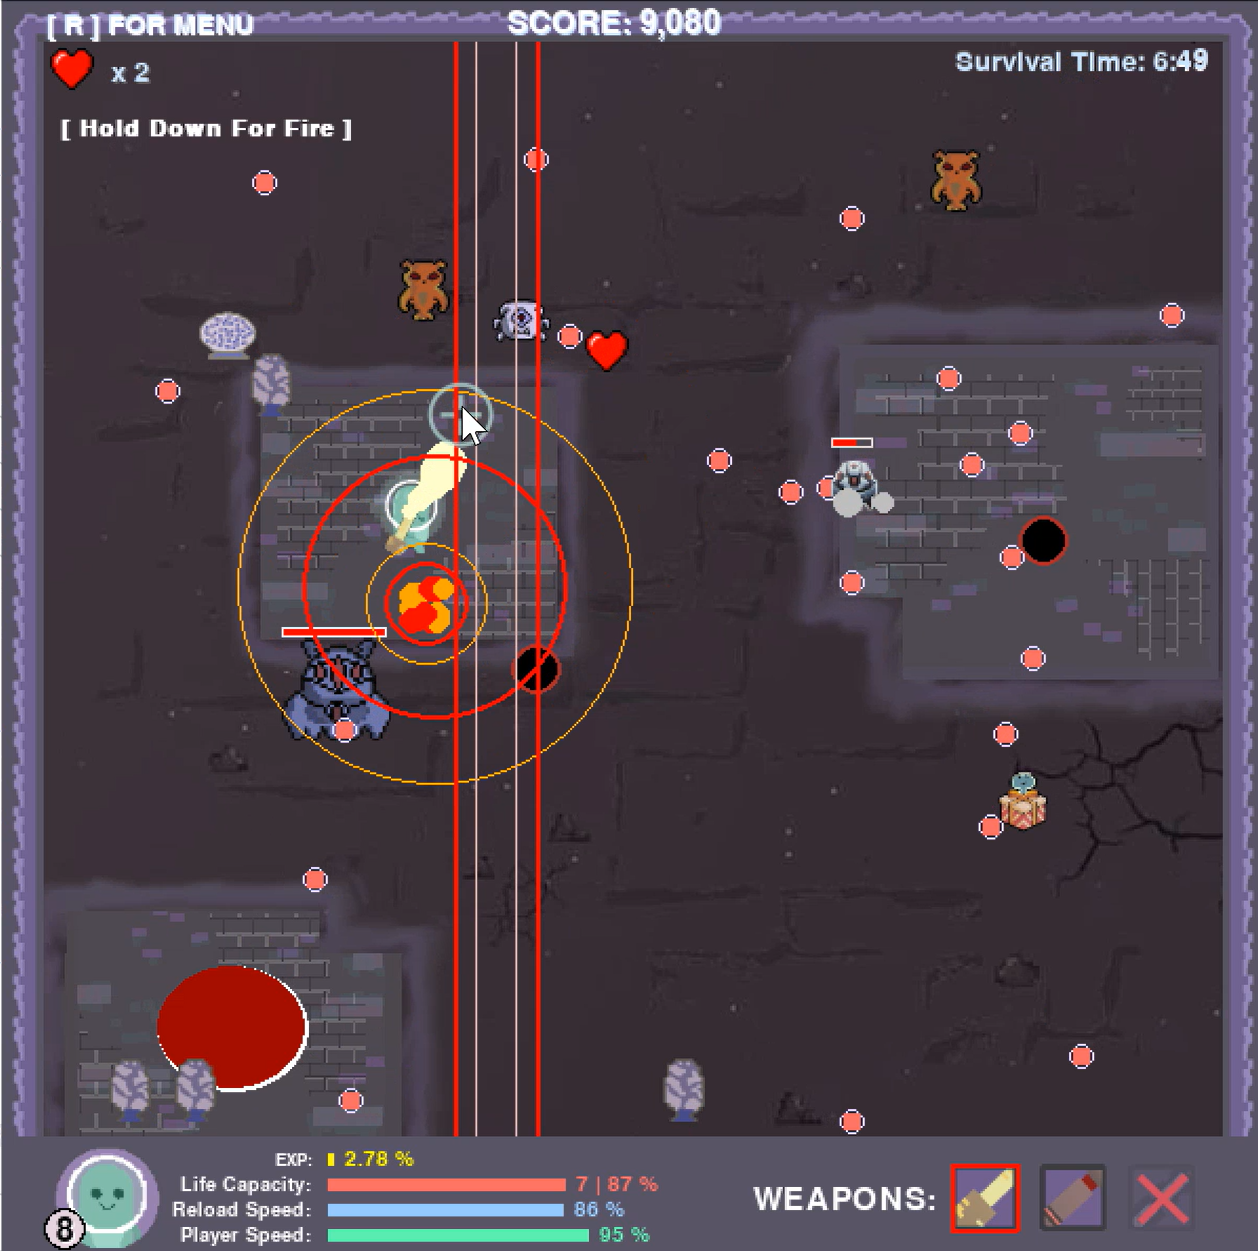 [ R ] FOR MENU
SCORE: 9,080
x 2
Survival Time: 6:49
[ Hold Down For Fire ]
EXP: 2.78 %
Life Capacity: 7 | 87 %
Reload Speed: 86 %
Player Speed: 95 %
8
WEAPONS: